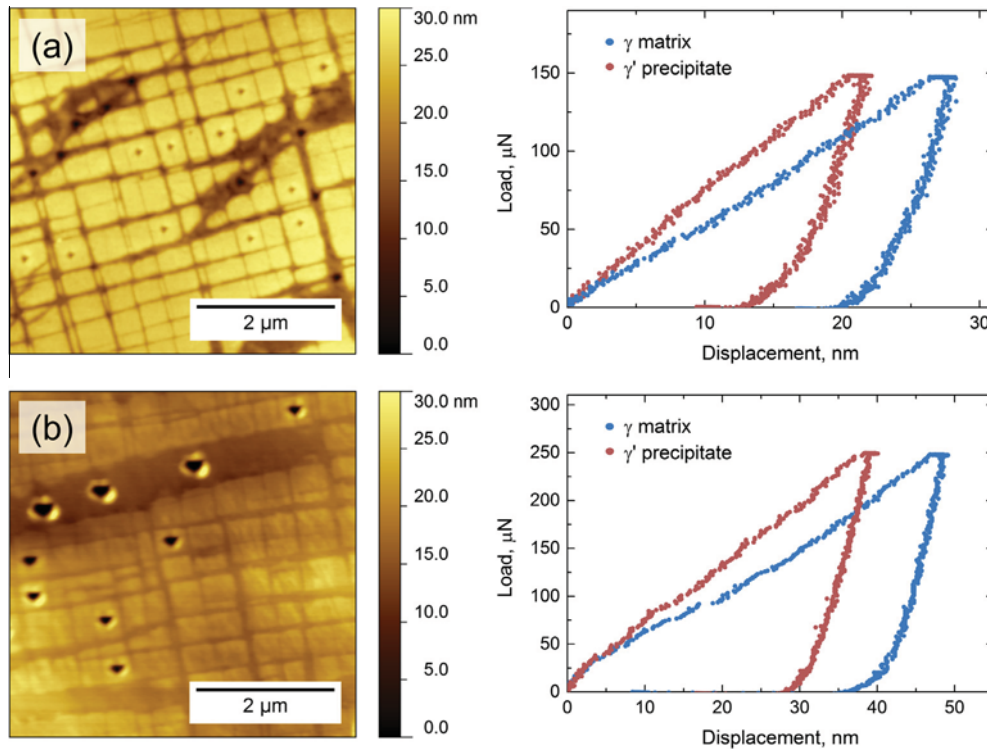 (a)
2 µm
30.0 nm
25.0
20.0
15.0
10.0
5.0
0.0
γ matrix
γ' precipitate
Load, µN
150
100
50
0
0 10 20 30
Displacement, nm
(b)
2 µm
30.0 nm
25.0
20.0
15.0
10.0
5.0
0.0
γ matrix
γ' precipitate
Load, µN
300
250
200
150
100
50
0
0 10 20 30 40 50
Displacement, nm